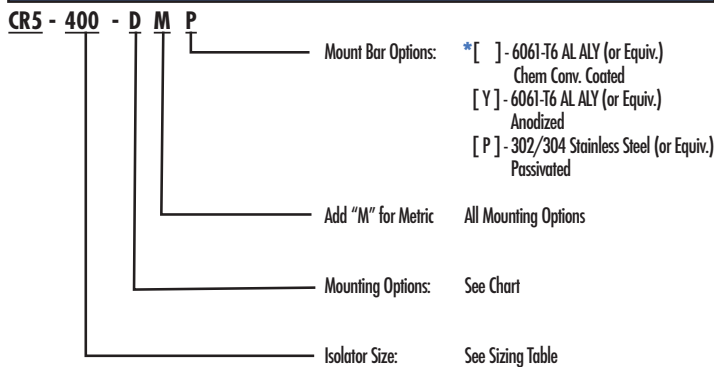 CR5 - 400 - D M P
Mount Bar Options: *[ ] - 6061-T6 AL ALY (or Equiv.)
Chem Conv. Coated
[ Y ] - 6061-T6 AL ALY (or Equiv.)
Anodized
[ P ] - 302/304 Stainless Steel (or Equiv.)
Passivated
Add “M” for Metric All Mounting Options
Mounting Options: See Chart
Isolator Size: See Sizing Table